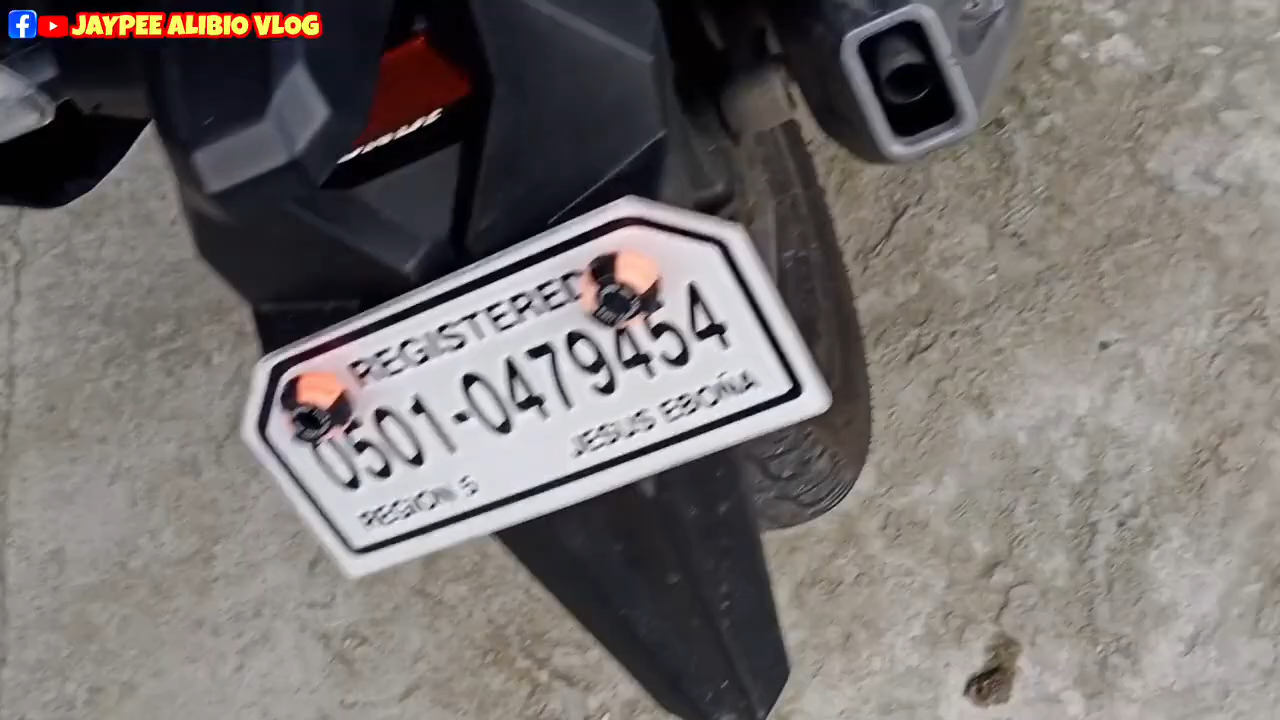 JAYPEE ALIBIO VLOG
REGISTERED
0501-0479454
JESUS EBOÑA
REGION 5